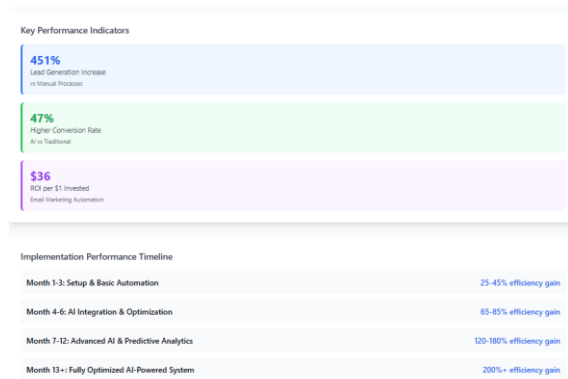 Key Performance Indicators
451%
Lead Generation Increase
vs Manual Processes
47%
Higher Conversion Rate
AI vs Traditional
$36
ROI per $1 Invested
Email Marketing Automation
Implementation Performance Timeline
Month 1-3: Setup & Basic Automation 25-45% efficiency gain
Month 4-6: AI Integration & Optimization 65-85% efficiency gain
Month 7-12: Advanced AI & Predictive Analytics 120-180% efficiency gain
Month 13+: Fully Optimized AI-Powered System 200%+ efficiency gain